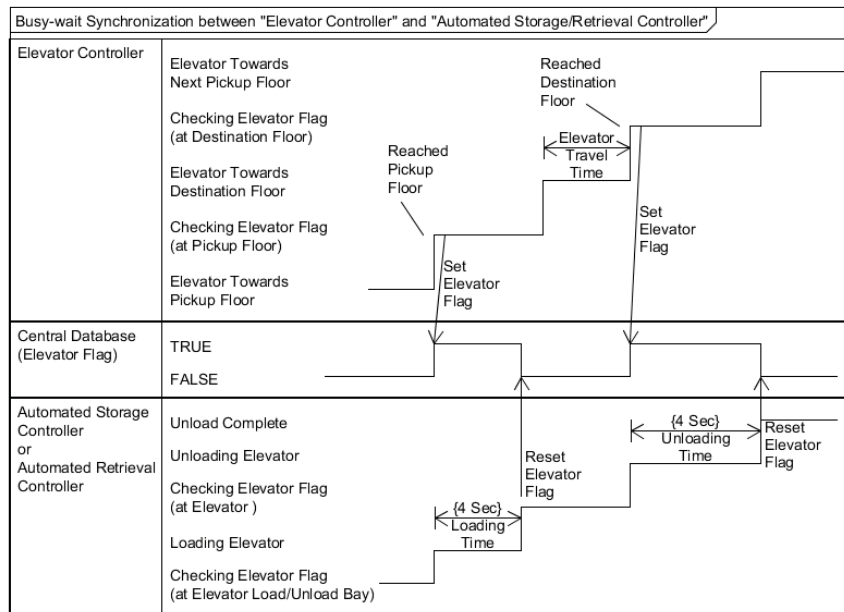 Busy-wait Synchronization between "Elevator Controller" and "Automated Storage/Retrieval Controller"
Elevator Controller
Elevator Towards
Next Pickup Floor
Checking Elevator Flag
(at Destination Floor)
Elevator Towards
Destination Floor
Checking Elevator Flag
(at Pickup Floor)
Elevator Towards
Pickup Floor
Reached
Pickup
Floor
Set
Elevator
Flag
Elevator
Travel
Time
Reached
Destination
Floor
Set
Elevator
Flag
Central Database
(Elevator Flag)
TRUE
FALSE
Automated Storage
Controller
or
Automated Retrieval
Controller
Unload Complete
Unloading Elevator
Checking Elevator Flag
(at Elevator )
Loading Elevator
Checking Elevator Flag
(at Elevator Load/Unload Bay)
{4 Sec}
Loading
Time
Reset
Elevator
Flag
{4 Sec}
Unloading
Time
Reset
Elevator
Flag